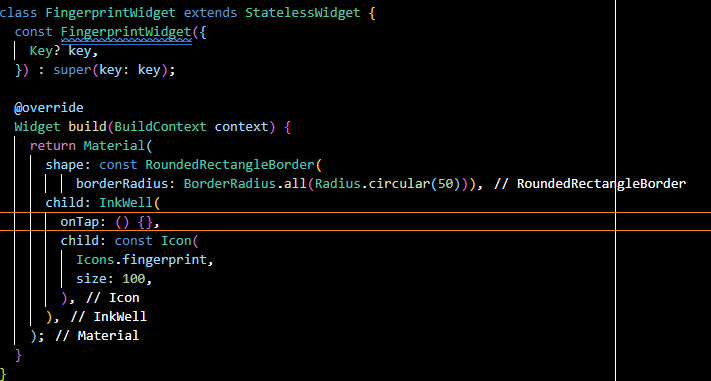 class FingerprintWidget extends StatelessWidget {
  const FingerprintWidget({
    Key? key,
  }) : super(key: key);

  @override
  Widget build(BuildContext context) {
    return Material(
      shape: const RoundedRectangleBorder(
          borderRadius: BorderRadius.all(Radius.circular(50))), // RoundedRectangleBorder
      child: InkWell(
        onTap: () {},
        child: const Icon(
          Icons.fingerprint,
          size: 100,
        ), // Icon
      ), // InkWell
    ); // Material
  }
}